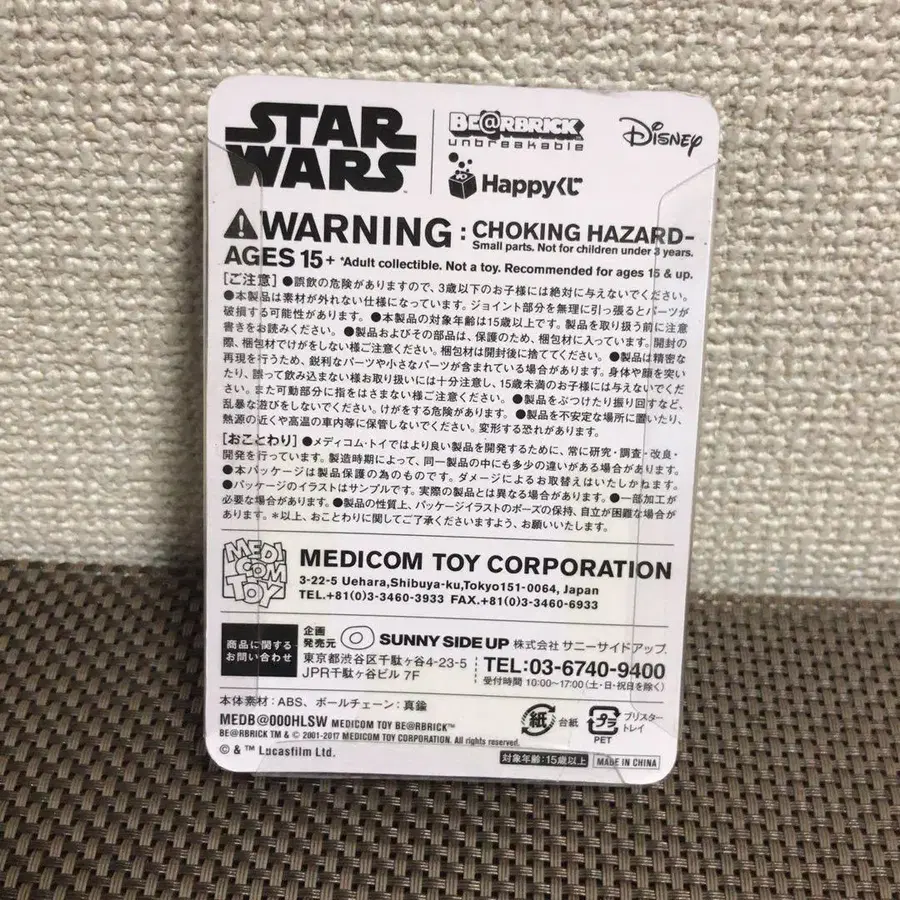 STAR WARS
BE@RBRICK
unbreakable
Happyくじ
Disney
WARNING : CHOKING HAZARD-
Small parts. Not for children under 3 years.
AGES 15+ *Adult collectible. Not a toy. Recommended for ages 15 & up.
[ご注意] ●誤飲の危険がありますので、3歳以下のお子様には絶対に与えないでください。
●本製品は素材が外れない仕様になっています。ジョイント部分を無理に引っ張るとパーツが
破損する可能性があります。 ●本製品の対象年齢は15歳以上です。製品を取り扱う前に注意
書きをお読みください。 ●製品およびその部品は、保護のため、梱包材に入っています。開封の
際、梱包材でけがをしない様ご注意ください。梱包材は開封後に捨ててください。 ●製品は精密な
再現を行うため、鋭利なパーツや小さなパーツが含まれている場合があります。身体や顔を突い
たり、誤って飲み込まない様お取り扱いには十分注意し、15歳未満のお子様には与えないでくだ
さい。また可動部分に指をはさまない様ご注意ください。 ●製品をぶつけたり振り回すなど、
乱暴な遊びをしないでください。けがをする危険があります。 ●製品を不安定な場所に置いたり、
熱源の近くや高温の車内等に保管しないでください。変形する恐れがあります。
[おことわり] ●メディコム・トイではより良い製品を開発するために、常に研究・調査・改良・
開発を行っています。製造時期によって、同一製品の中にも多少の違いがある場合があります。
●本パッケージは製品保護の為のものです。ダメージによるお取替えはいたしかねます。
●パッケージのイラストはサンプルです。実際の製品とは異なる場合があります。 ●一部加工が
必要な場合があります。 ●製品の性質上、パッケージイラストのポーズの保持、自立が困難な場合が
あります。 *以上、おことわりに関してご了承くださいますよう、お願いいたします。
MEDI COM TOY
MEDICOM TOY CORPORATION
3-22-5 Uehara,Shibuya-ku,Tokyo151-0064, Japan
TEL.+81(0)3-3460-3933 FAX.+81(0)3-3460-6933
商品に関する
お問い合わせ
企画
発売元
SUNNY SIDE UP 株式会社 サニーサイドアップ
東京都渋谷区千駄ヶ谷4-23-5
JPR千駄ヶ谷ビル 7F
TEL:03-6740-9400
受付時間 10:00~17:00(土・日・祝日を除く)
本体素材:ABS、ボールチェーン:真鍮
MEDB@000HLSW MEDICOM TOY BE@RBRICK™
BE@RBRICK TM & © 2001-2017 MEDICOM TOY CORPORATION. All rights reserved.
© & ™ Lucasfilm Ltd.
紙 台紙
プラ ブリスタートレイ
PET
対象年齢:15歳以上
MADE IN CHINA